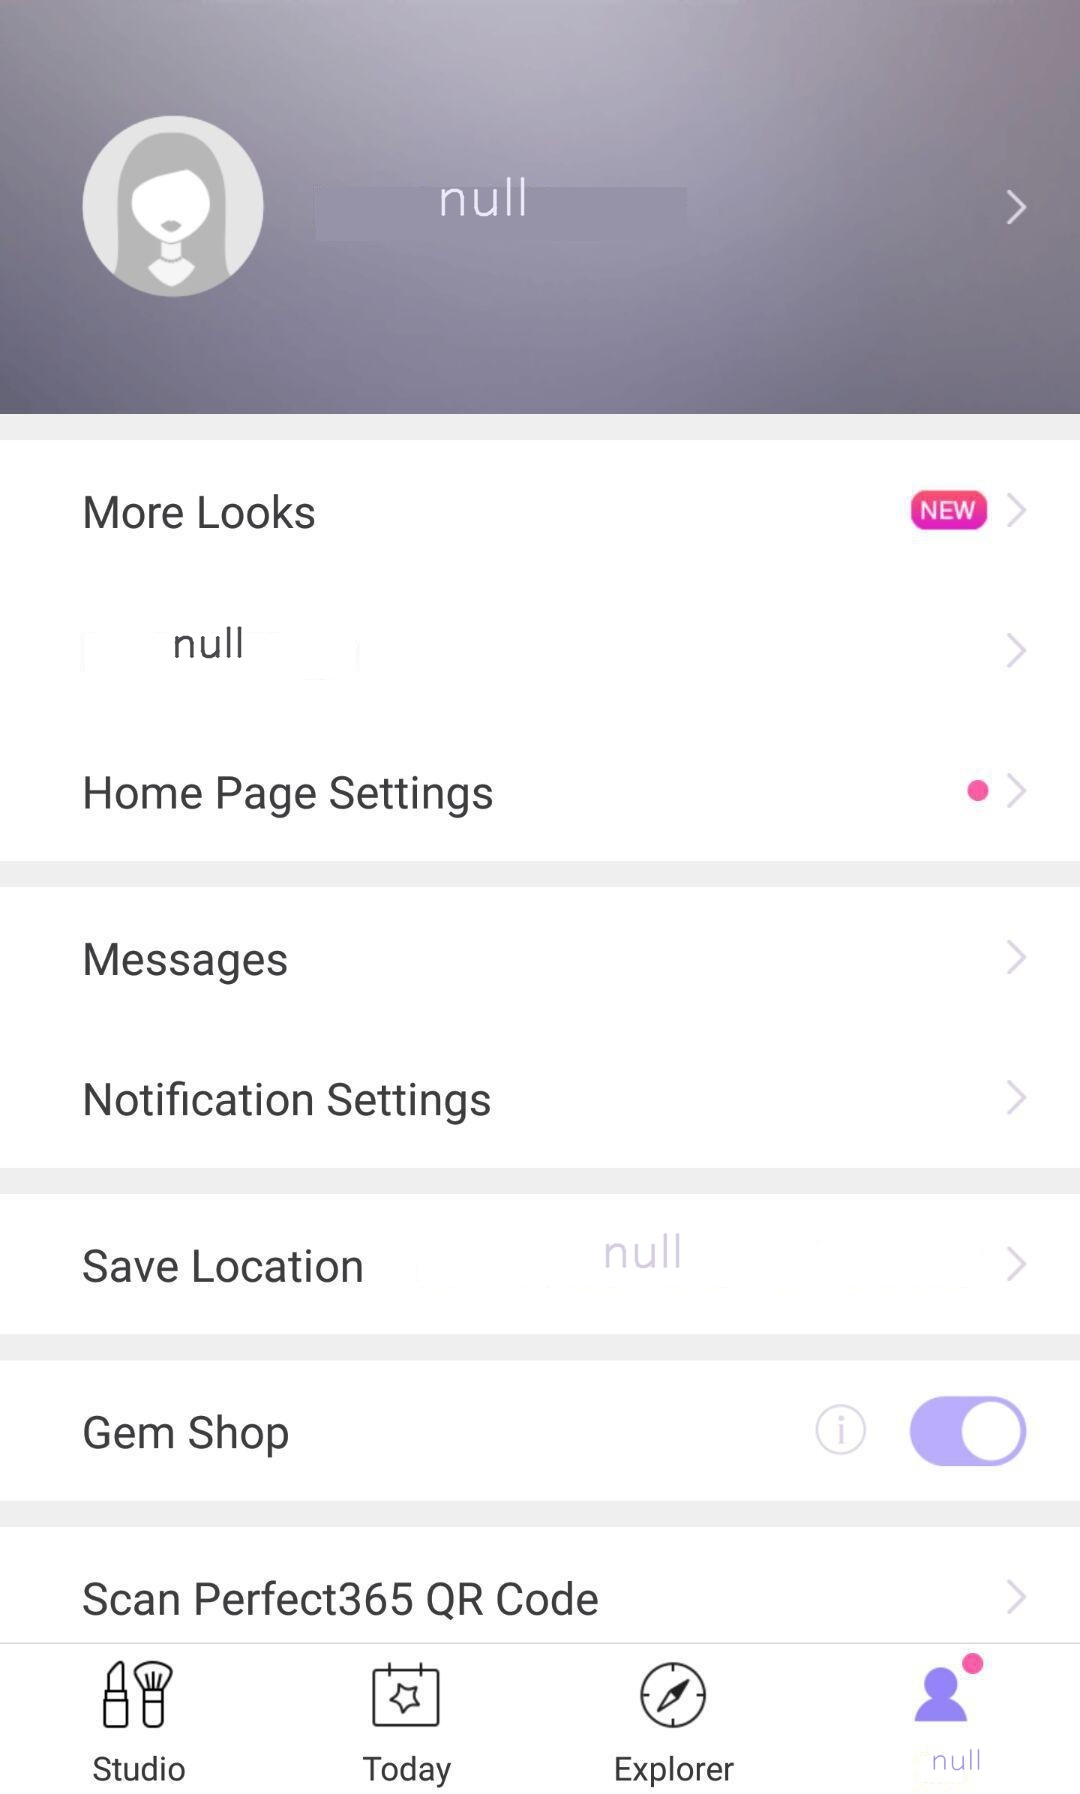 null
More Looks
NEW
null
Home Page Settings
Messages
Notification Settings
Save Location null
Gem Shop
i
Scan Perfect365 QR Code
Studio Today Explorer null